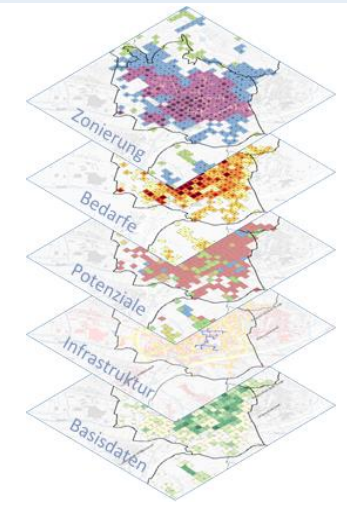 Zonierung
Bedarfe
Potenziale
Infrastruktur
Basisdaten